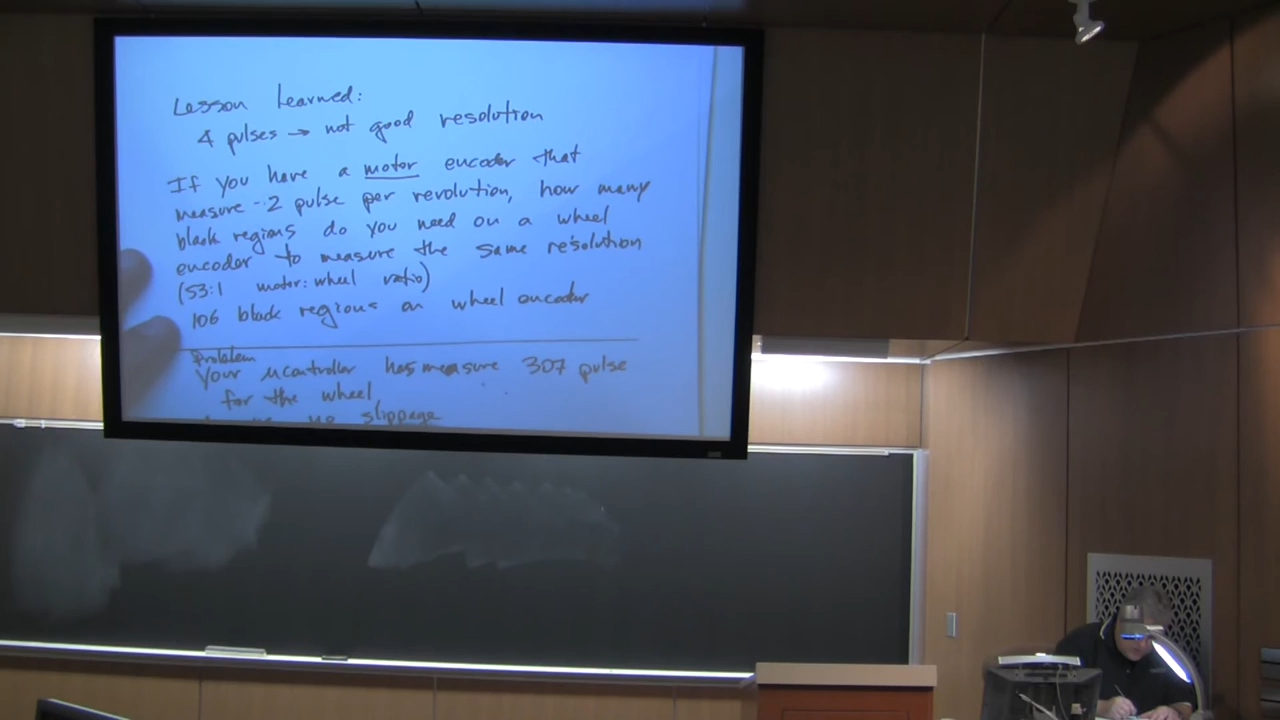 Lesson Learned:
4 pulses → not good resolution
If you have a motor encoder that
measure 2 pulse per revolution, how many
black regions do you need on a wheel
encoder to measure the same resolution
(53:1 motor: wheel ratio)
106 black regions on wheel encoder
Problem
Your μcontroller has measure 307 pulse
for the wheel
no slippage